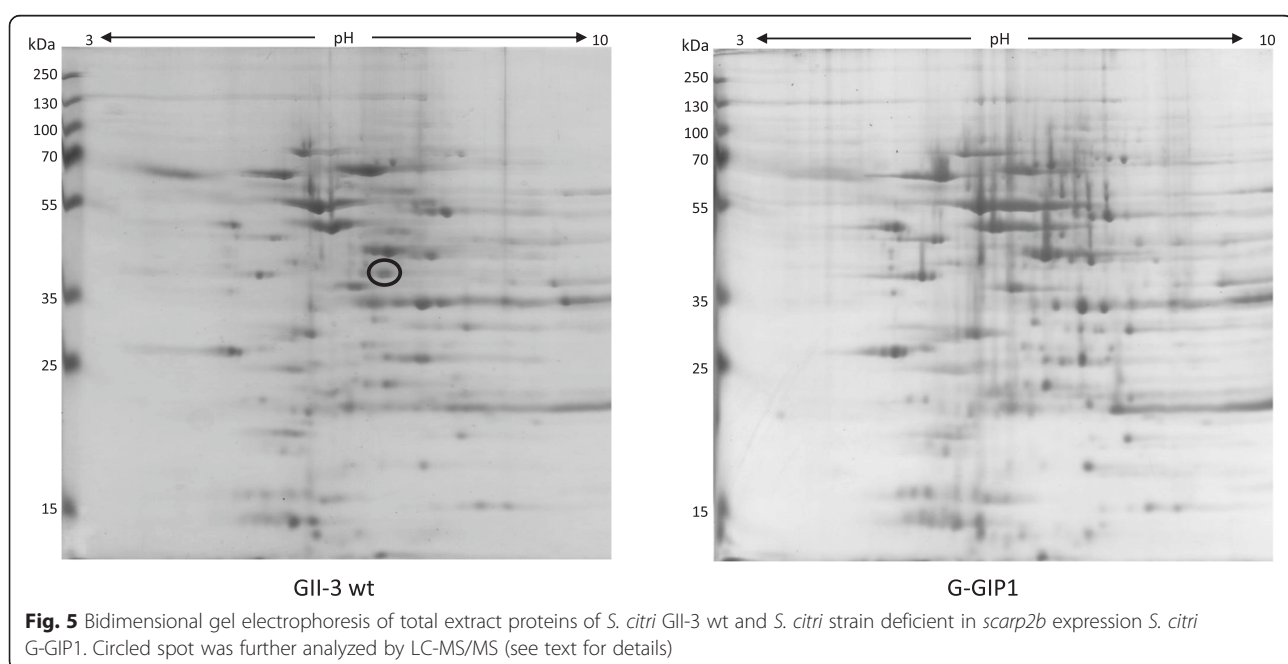 kDa 3 pH 10
250
130
100
70
55
35
25
15
GII-3 wt
kDa 3 pH 10
250
130
100
70
55
35
25
15
G-GIP1
Fig. 5 Bidimensional gel electrophoresis of total extract proteins of S. citri GII-3 wt and S. citri strain deficient in scarp2b expression S. citri
G-GIP1. Circled spot was further analyzed by LC-MS/MS (see text for details)